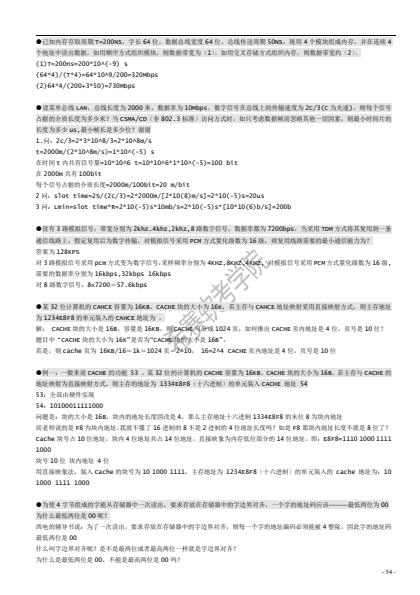 ●已知内存存取周期 T=200NS, 字长 64 位, 数据总线宽度 64 位, 总线传送周期 50NS, 现用 4 个模块组成内存, 并在连续 4
个地址中读出数据, 如用顺序方式组织模块, 则数据带宽为（1）, 如用交叉存储方式组织内存, 则数据带宽约（2）。
(1)T=200ns=200*10^(-9) s
(64*4)/(T*4)=64*10^9/200=320Mbps
(2)64*4/(200+3*50)=730Mbps
●设某单总线 LAN, 总线长度为 2000 米, 数据率为 10Mbps, 数字信号在总线上的传输速度为 2C/3(C 为光速), 则每个信号
占据的介质长度为多少米? 当 CSMA/CD(非 802.3 标准) 访问方式时, 如只考虑数据帧而忽略其他一切因素, 则最小时间片的
长度为多少 us,最小帧长是多少位? 谢谢
1.问: 2c/3=2*3*10^8/3=2*10^8m/s
t=2000m/(2*10^8m/s)=1*10^(-5) s
在时间 t 内共有信号量=10*10^6 t=10*10^6*1*10^(-5)=100 bit
在 2000m 共有 100bit
每个信号占据的介质长度=2000m/100bit=20 m/bit
2 问: slot time=2S/(2c/3)=2*2000m/[2*10(8)m/s]=2*10(-5)s=20us
3 问: Lmin=slot time*R=2*10(-5)s*10mb/s=2*10(-5)s*[10*10(6)b/s]=200b
●设有 3 路模拟信号, 带宽分别为 2khz.4khz,2khz,8 路数字信号, 数据率都为 7200bps, 当采用 TDM 方式将其复用到一条
通信线路上, 假定复用后为数字传输, 对模拟信号采用 PCM 方式量化级数为 16 级, 则复用线路需要的最小通信能力为?
答案为 128KPS
对 3 路模拟信号采用 pcm 方式变为数字信号,采样频率分别为 4KHZ,8KHZ,4KHZ, 对模拟信号采用 PCM 方式量化级数为 16 级,
需要的数据率分别为 16kbps,32kbps 16kbps
对 8 路数字信号, 8x7200=57.6kbps
●某 32 位计算机的 CAHCE 容量为 16KB, CAHCE 块的大小为 16K, 若主存与 CAHCE 地址映射采用直接映射方式, 则主存地址
为 1234E8F8 的单元装入的 CAHCE 地址为 .
解: CACHE 块的大小是 16B, 容量是 16KB, 则 CACHE 可分成 1024 页, 如何推出 CACHE 页内地址是 4 位, 页号是 10 位?
题目中 “CACHE 块的大小为 16K”是否为“CACHE 块的大小是 16B”.
若是, 则 cache 页为 16KB/16=1k=1024 页=2^10, 16=2^4 CACHE 页内地址是 4 位, 页号是 10 位
●例一: 一般来说 CACHE 的功能 53 , 某 32 位的计算机的 CACHE 容量为 16KB, CAHCE 块的大小为 16B, 若主存与 CACHE 的
地址映射为直接映射方式, 则主存的地址为 1334E8F8（十六进制）的单元装入 CAHCE 地址 54
53: 全部由硬件实现
54: 10100011111000
问题是: 块的大小是 16B, 块内的地址长度因改是 4, 那么主存地址十六进制 1334E8F8 的末位 8 为块内地址
而老师说的是 F8 为块内地址.我就不懂了 16 进制的 8 不是 2 进制的 4 位地址长度吗? 如是 F8 那块内地址长度不就是 8 位了?
Cache 块号占 10 位地址, 块内 4 位地址共占 14 位地址, 直接映象为内存低位部分的 14 位地址, 即: E8F8=1110 1000 1111
1000
块号 10 位 块内地址 4 位
用直接映象法, 装入 Cache 的块号为 10 1000 1111, 主存地址为 1234E8F8（十六进制）的单元装入的 cache 地址为: 10
1000 1111 1000
●为使 4 字节组成的字能从存储器中一次读出, 要求存放在存储器中的字边界对齐, 一个字的地址码应该-----最低两位为 00
为什么最低两位是 00 呢?
西电的辅导书说: 为了一次读出, 要求存放在存储器中的字边界对齐, 则每一个字的地址编码必须能被 4 整除, 因此字的地址码
最低两位是 00
什么叫字边界对齐呢? 是不是最两位或者最高两位一样就是字边界对齐?
为什么是最低两位是 00, 不能是最高两位是 00 吗?
- 54 -
希赛软考学院